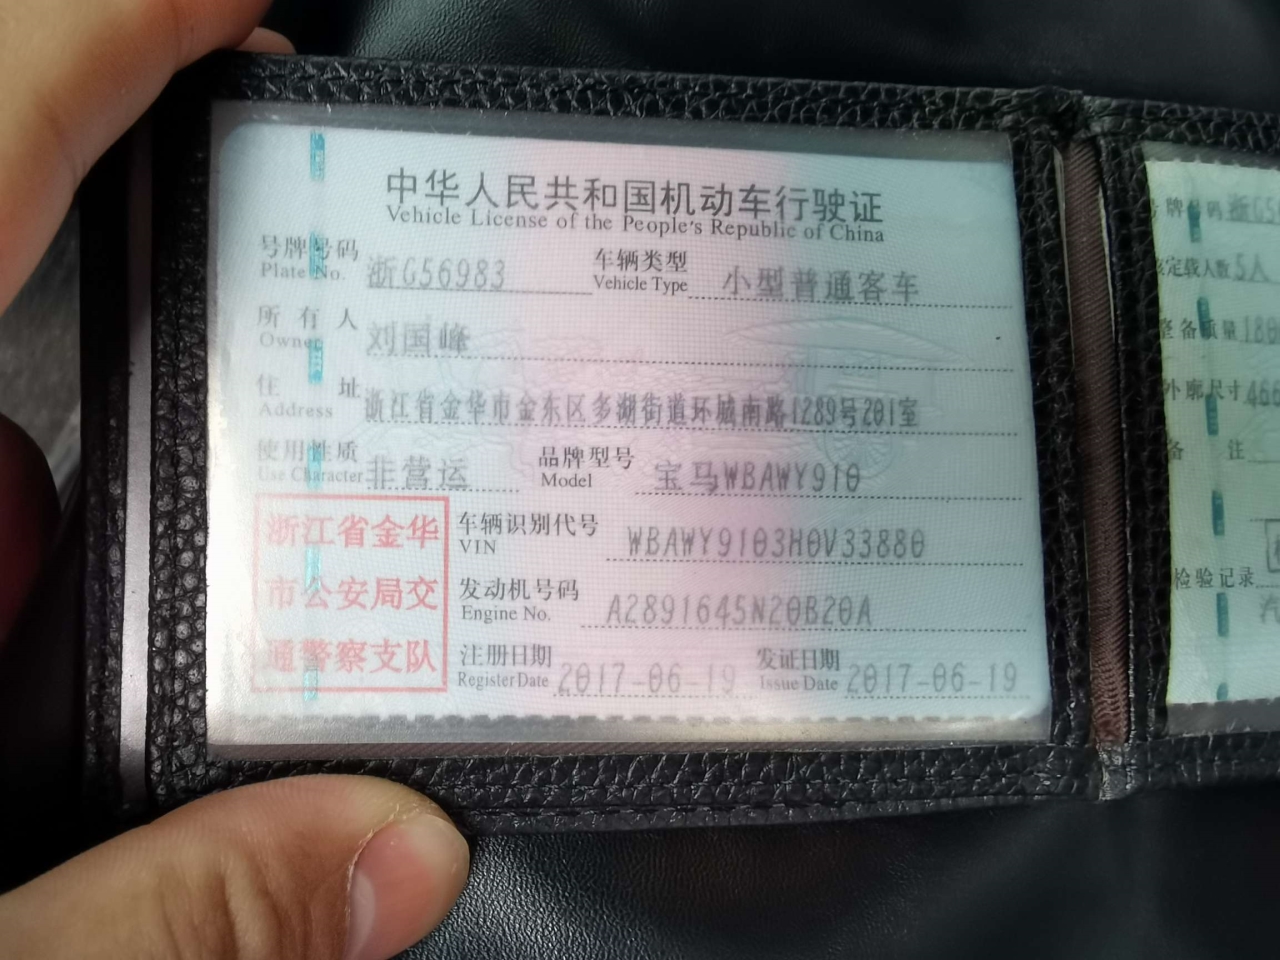 中华人民共和国机动车行驶证
Vehicle License of the People's Republic of China
号牌号码 浙G56983 车辆类型 小型普通客车
Plate No. Vehicle Type
所有人 刘国峰
Owner
住址 浙江省金华市金东区多湖街道环城南路1289号201室
Address
使用性质 非营运 品牌型号 宝马WBAWY910
Use Character Model
浙江省金华
市公安局交
通警察支队
车辆识别代号 WBAWY9103H0V33880
VIN
发动机号码 A2891645N20B20A
Engine No.
注册日期 2017-06-19 发证日期 2017-06-19
Register Date Issue Date
号牌号码 浙G5
核定载人数 5人
整备质量 180
外廓尺寸 466
备注
检验记录